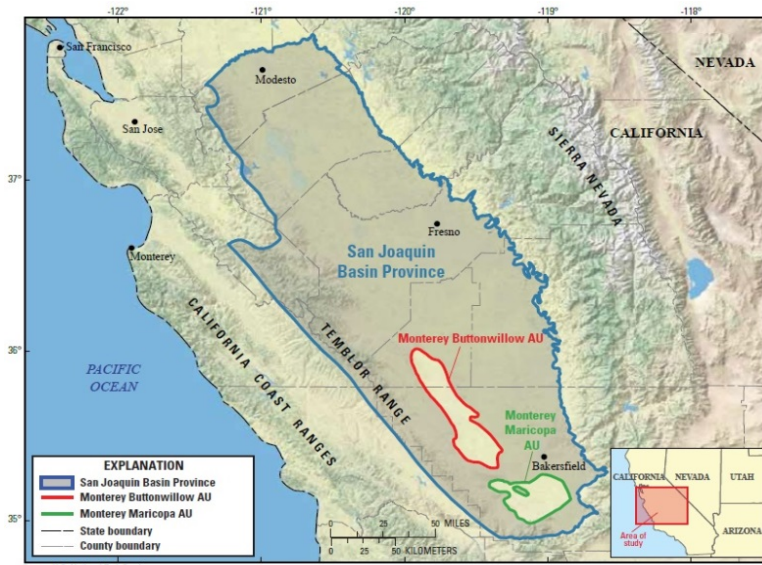 -122°
-121°
-120°
-119°
-118°
San Francisco
Modesto
NEVADA
CALIFORNIA
San Jose
SIERRA NEVADA
37°
Fresno
Monterey
San Joaquin
Basin Province
CALIFORNIA COAST RANGES
TEMBLOR RANGE
Monterey Buttonwillow AU
36°
PACIFIC
OCEAN
Monterey
Maricopa
AU
Bakersfield
EXPLANATION
San Joaquin Basin Province
Monterey Buttonwillow AU
Monterey Maricopa AU
State boundary
County boundary
35°
0 25 50 MILES
0 25 50 KILOMETERS
CALIFORNIA
NEVADA
UTAH
ARIZONA
Area of
study